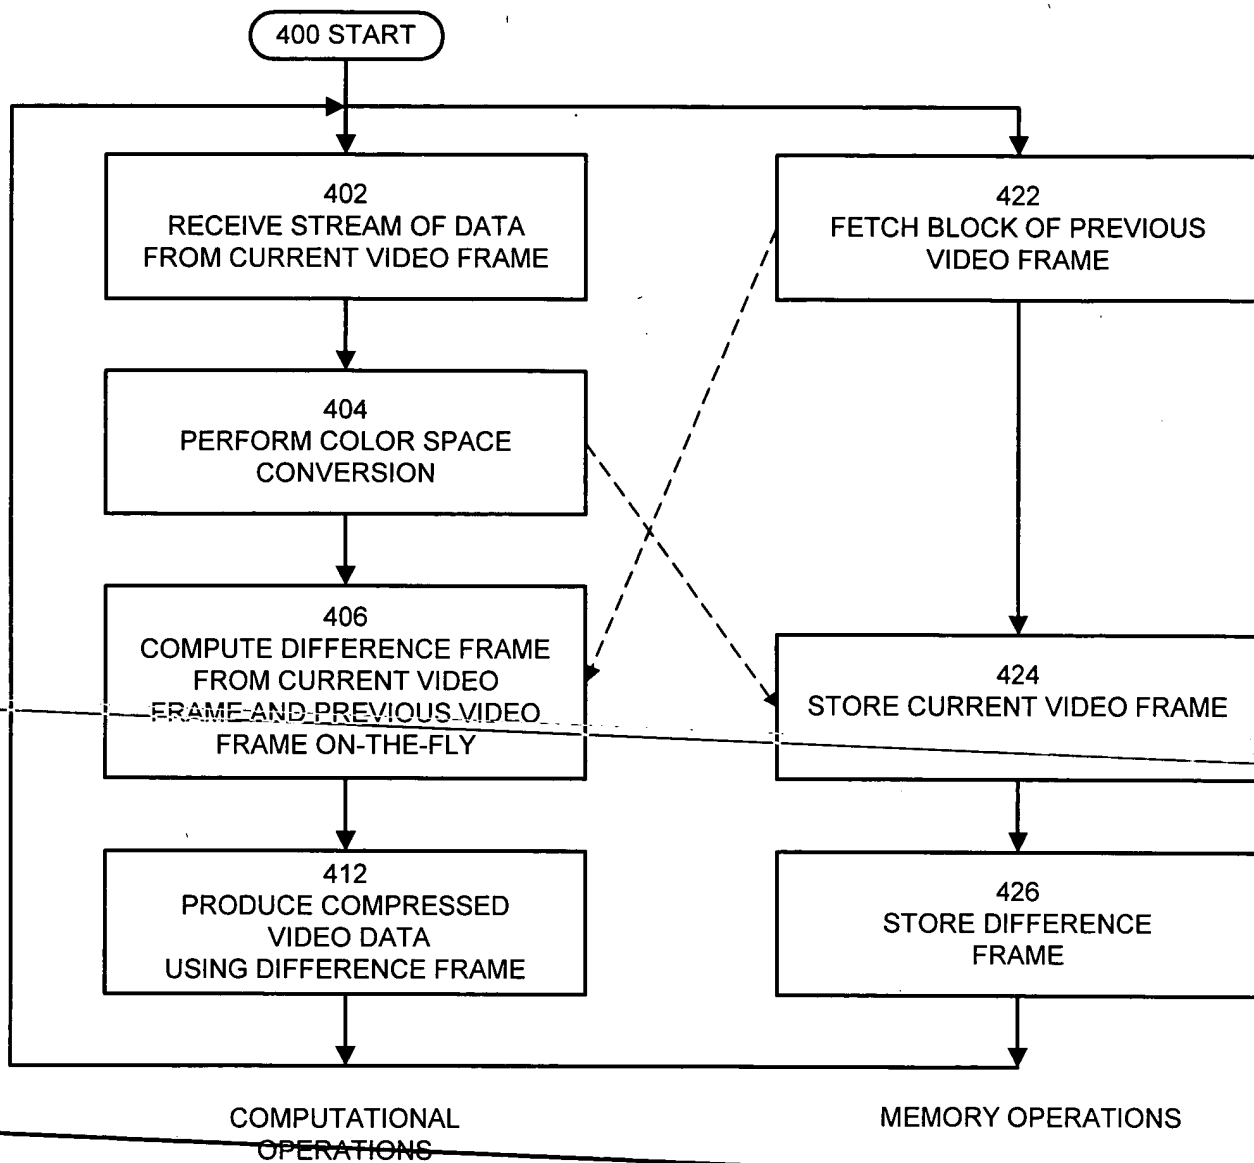 400 START
402
RECEIVE STREAM OF DATA
FROM CURRENT VIDEO FRAME
422
FETCH BLOCK OF PREVIOUS
VIDEO FRAME
404
PERFORM COLOR SPACE
CONVERSION
406
COMPUTE DIFFERENCE FRAME
FROM CURRENT VIDEO
FRAME AND PREVIOUS VIDEO
FRAME ON-THE-FLY
424
STORE CURRENT VIDEO FRAME
412
PRODUCE COMPRESSED
VIDEO DATA
USING DIFFERENCE FRAME
426
STORE DIFFERENCE
FRAME
COMPUTATIONAL
OPERATIONS
MEMORY OPERATIONS